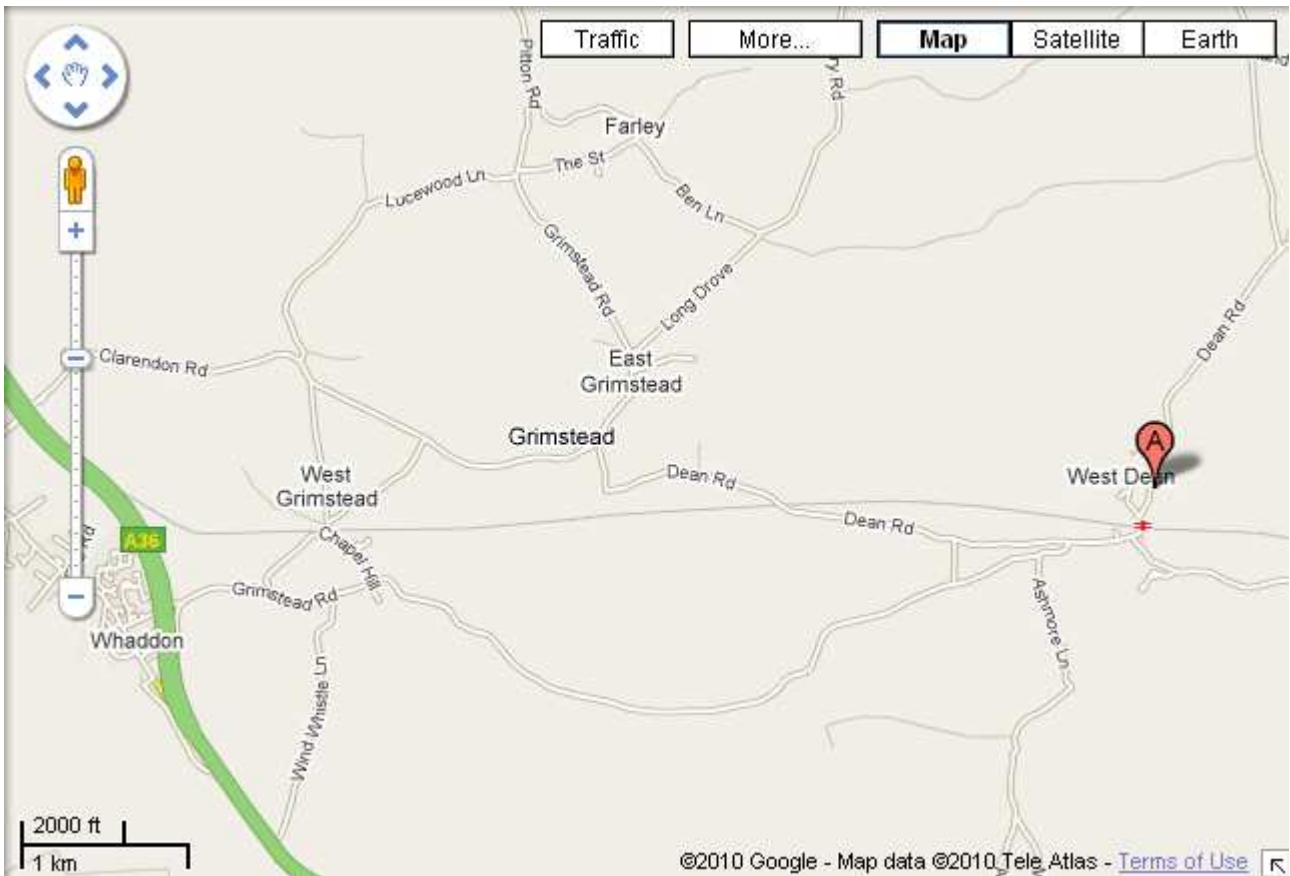 Traffic
More...
Map
Satellite
Earth
Pitton Rd
ry Rd
Farley
The St
Lucewood Ln
Ben Ln
Grimstead Rd
Long Drove
Dean Rd
Clarendon Rd
East
Grimstead
Grimstead
A
West Dean
West
Grimstead
Dean Rd
Dean Rd
A36
Rd
Chapel Hill
Grimstead Rd
Ashmore Ln
Whaddon
Wind Whistle Ln
2000 ft
1 km
©2010 Google - Map data ©2010 Tele Atlas - Terms of Use